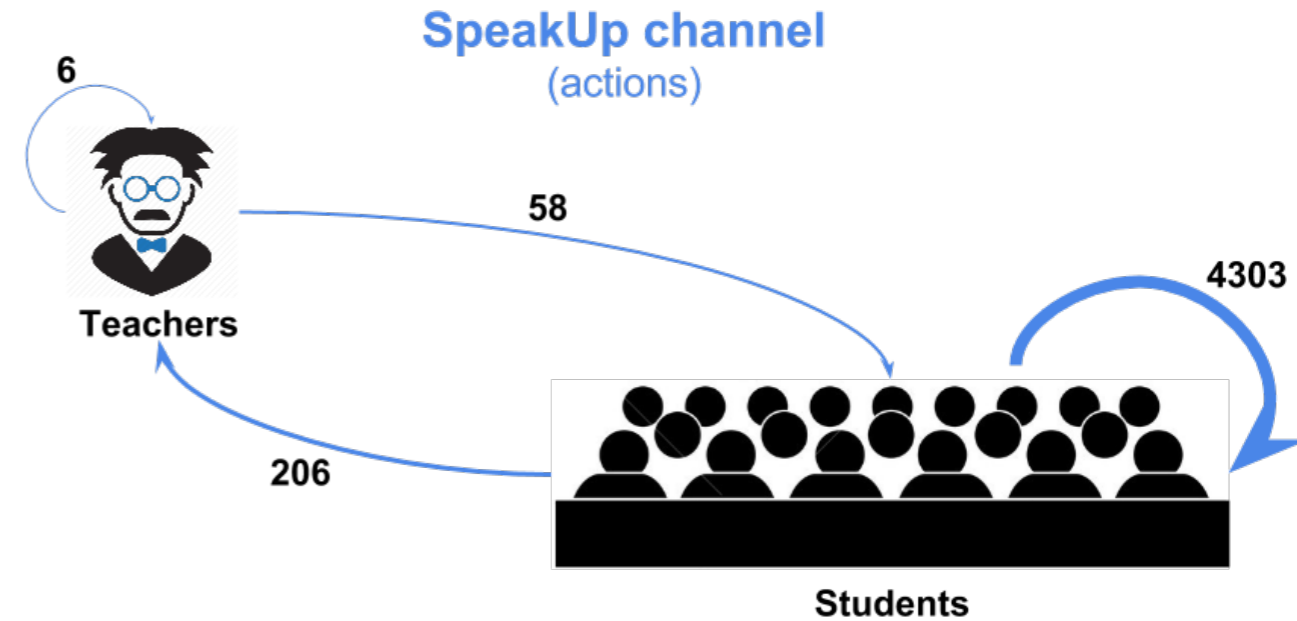 SpeakUp channel
(actions)
6
58
4303
Teachers
206
Students